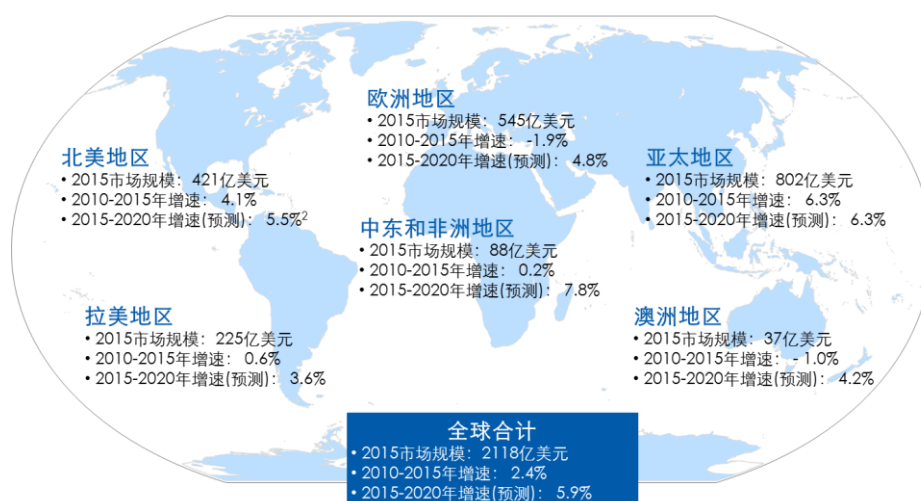 欧洲地区
• 2015市场规模：545亿美元
• 2010-2015年增速：-1.9%
• 2015-2020年增速(预测)： 4.8%
北美地区
• 2015市场规模：421亿美元
• 2010-2015年增速： 4.1%
• 2015-2020年增速(预测)： 5.5%²
亚太地区
• 2015市场规模：802亿美元
• 2010-2015年增速：6.3%
• 2015-2020年增速(预测)：6.3%
中东和非洲地区
• 2015市场规模：88亿美元
• 2010-2015年增速：0.2%
• 2015-2020年增速(预测)： 7.8%
拉美地区
• 2015市场规模：225亿美元
• 2010-2015年增速： 0.6%
• 2015-2020年增速(预测)： 3.6%
澳洲地区
• 2015市场规模：37亿美元
• 2010-2015年增速：- 1.0%
• 2015-2020年增速(预测)： 4.2%
全球合计
• 2015市场规模：2118亿美元
• 2010-2015年增速：2.4%
• 2015-2020年增速(预测)：5.9%